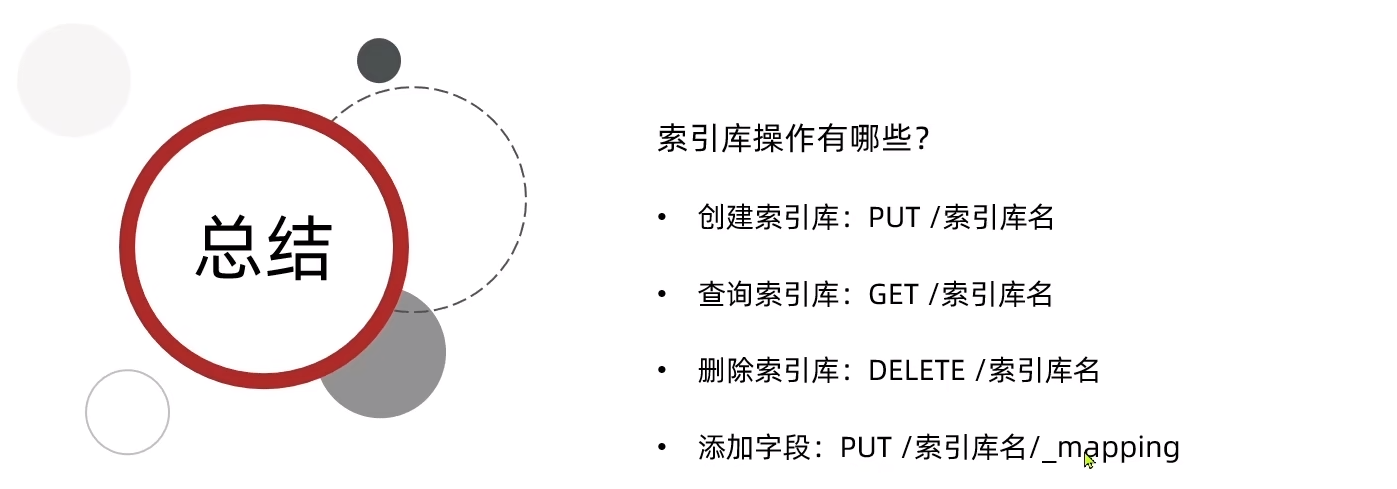 总结
索引库操作有哪些？
• 创建索引库：PUT /索引库名
• 查询索引库：GET /索引库名
• 删除索引库：DELETE /索引库名
• 添加字段：PUT /索引库名/_mapping